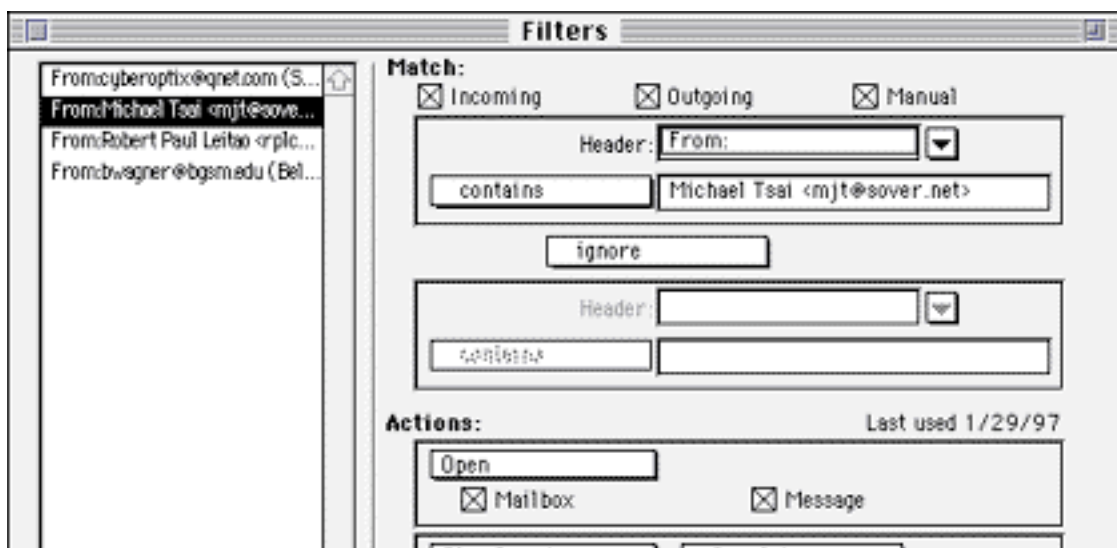 Filters
From:cyberoptix@qnet.com (S...
From:Michael Tsai <mjt@sove...
From:Robert Paul Leitao <rplc...
From:bwagner@bgsm.edu (Bel...
Match:
Incoming Outgoing Manual
Header: From:
contains Michael Tsai <mjt@sover.net>
ignore
Header:
contains
Actions: Last used 1/29/97
Open
Mailbox Message